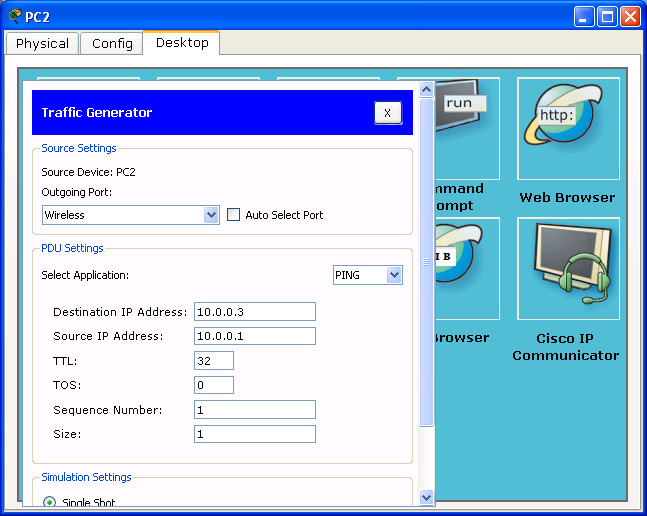 PC2
Physical
Config
Desktop
Traffic Generator
X
Source Settings
Source Device: PC2
Outgoing Port:
Wireless
Auto Select Port
PDU Settings
Select Application:
PING
Destination IP Address:
10.0.0.3
Source IP Address:
10.0.0.1
TTL:
32
TOS:
0
Sequence Number:
1
Size:
1
Simulation Settings
Single Shot
run
mmand
ompt
http:
Web Browser
I B
rowser
Cisco IP
Communicator